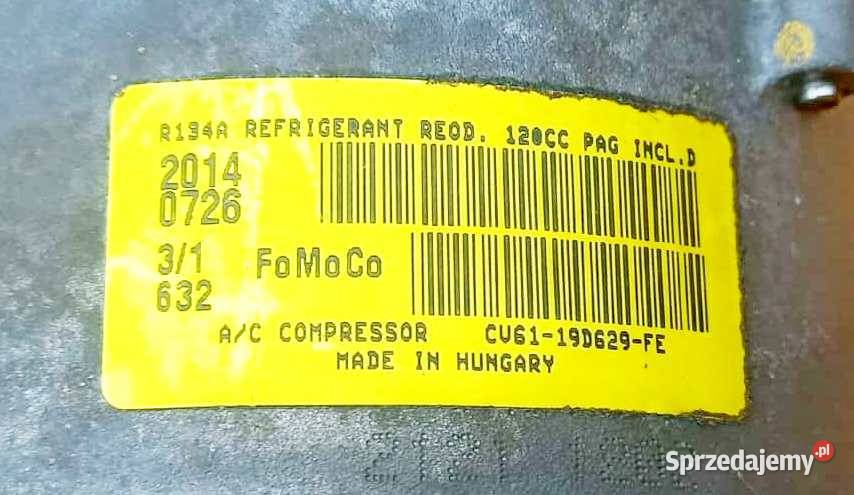 R134A REFRIGERANT REQD. 120CC PAG INCL.D
2014
0726
3/1
632
FoMoCo
A/C COMPRESSOR CV61-19D629-FE
MADE IN HUNGARY
Sprzedajemy.pl